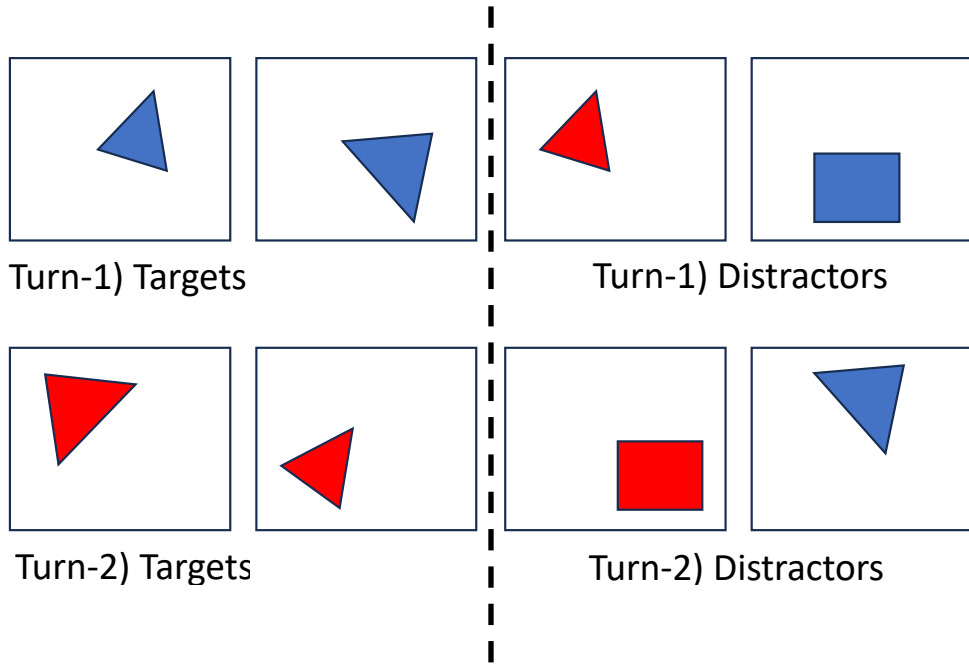 Turn-1) Targets
Turn-1) Distractors
Turn-2) Targets
Turn-2) Distractors